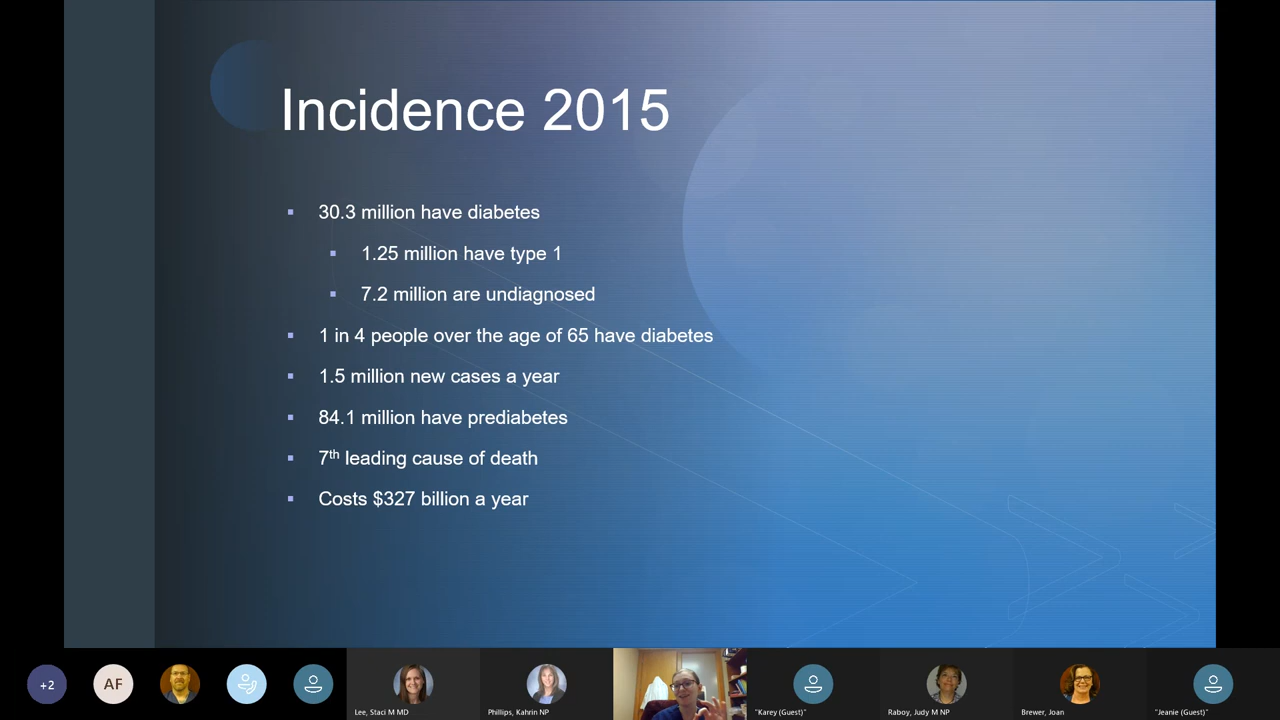 Incidence 2015
▪ 30.3 million have diabetes
▪ 1.25 million have type 1
▪ 7.2 million are undiagnosed
▪ 1 in 4 people over the age of 65 have diabetes
▪ 1.5 million new cases a year
▪ 84.1 million have prediabetes
▪ 7th leading cause of death
▪ Costs $327 billion a year
+2
AF
Lee, Staci M MD
Phillips, Kahrin NP
"Karey (Guest)"
Raboy, Judy M NP
Brewer, Joan
"Jeanie (Guest)"